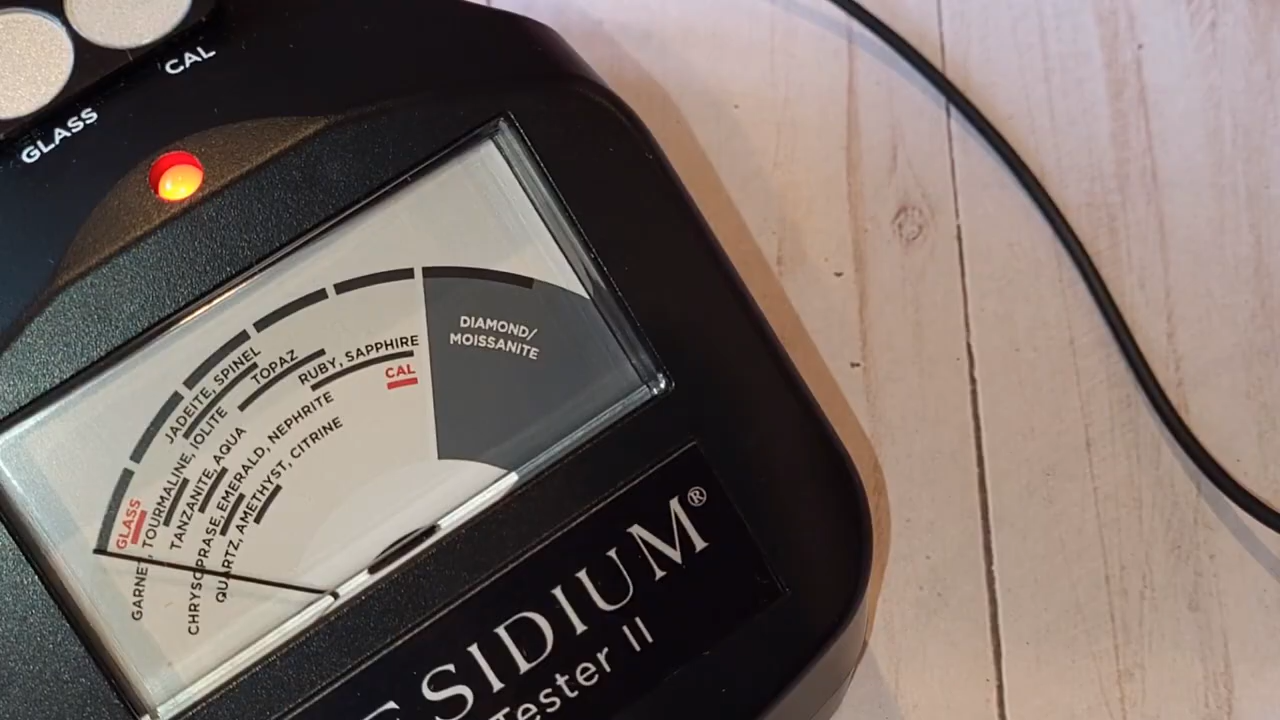 CAL
GLASS
DIAMOND/
MOISSANITE
RUBY, SAPPHIRE
CAL
TOPAZ
JADEITE, SPINEL
GLASS
GARNET, TOURMALINE, IOLITE
TANZANITE, AQUA
CHRYSOPRASE, EMERALD, NEPHRITE
QUARTZ, AMETHYST, CITRINE
SIDIUM®
Tester II